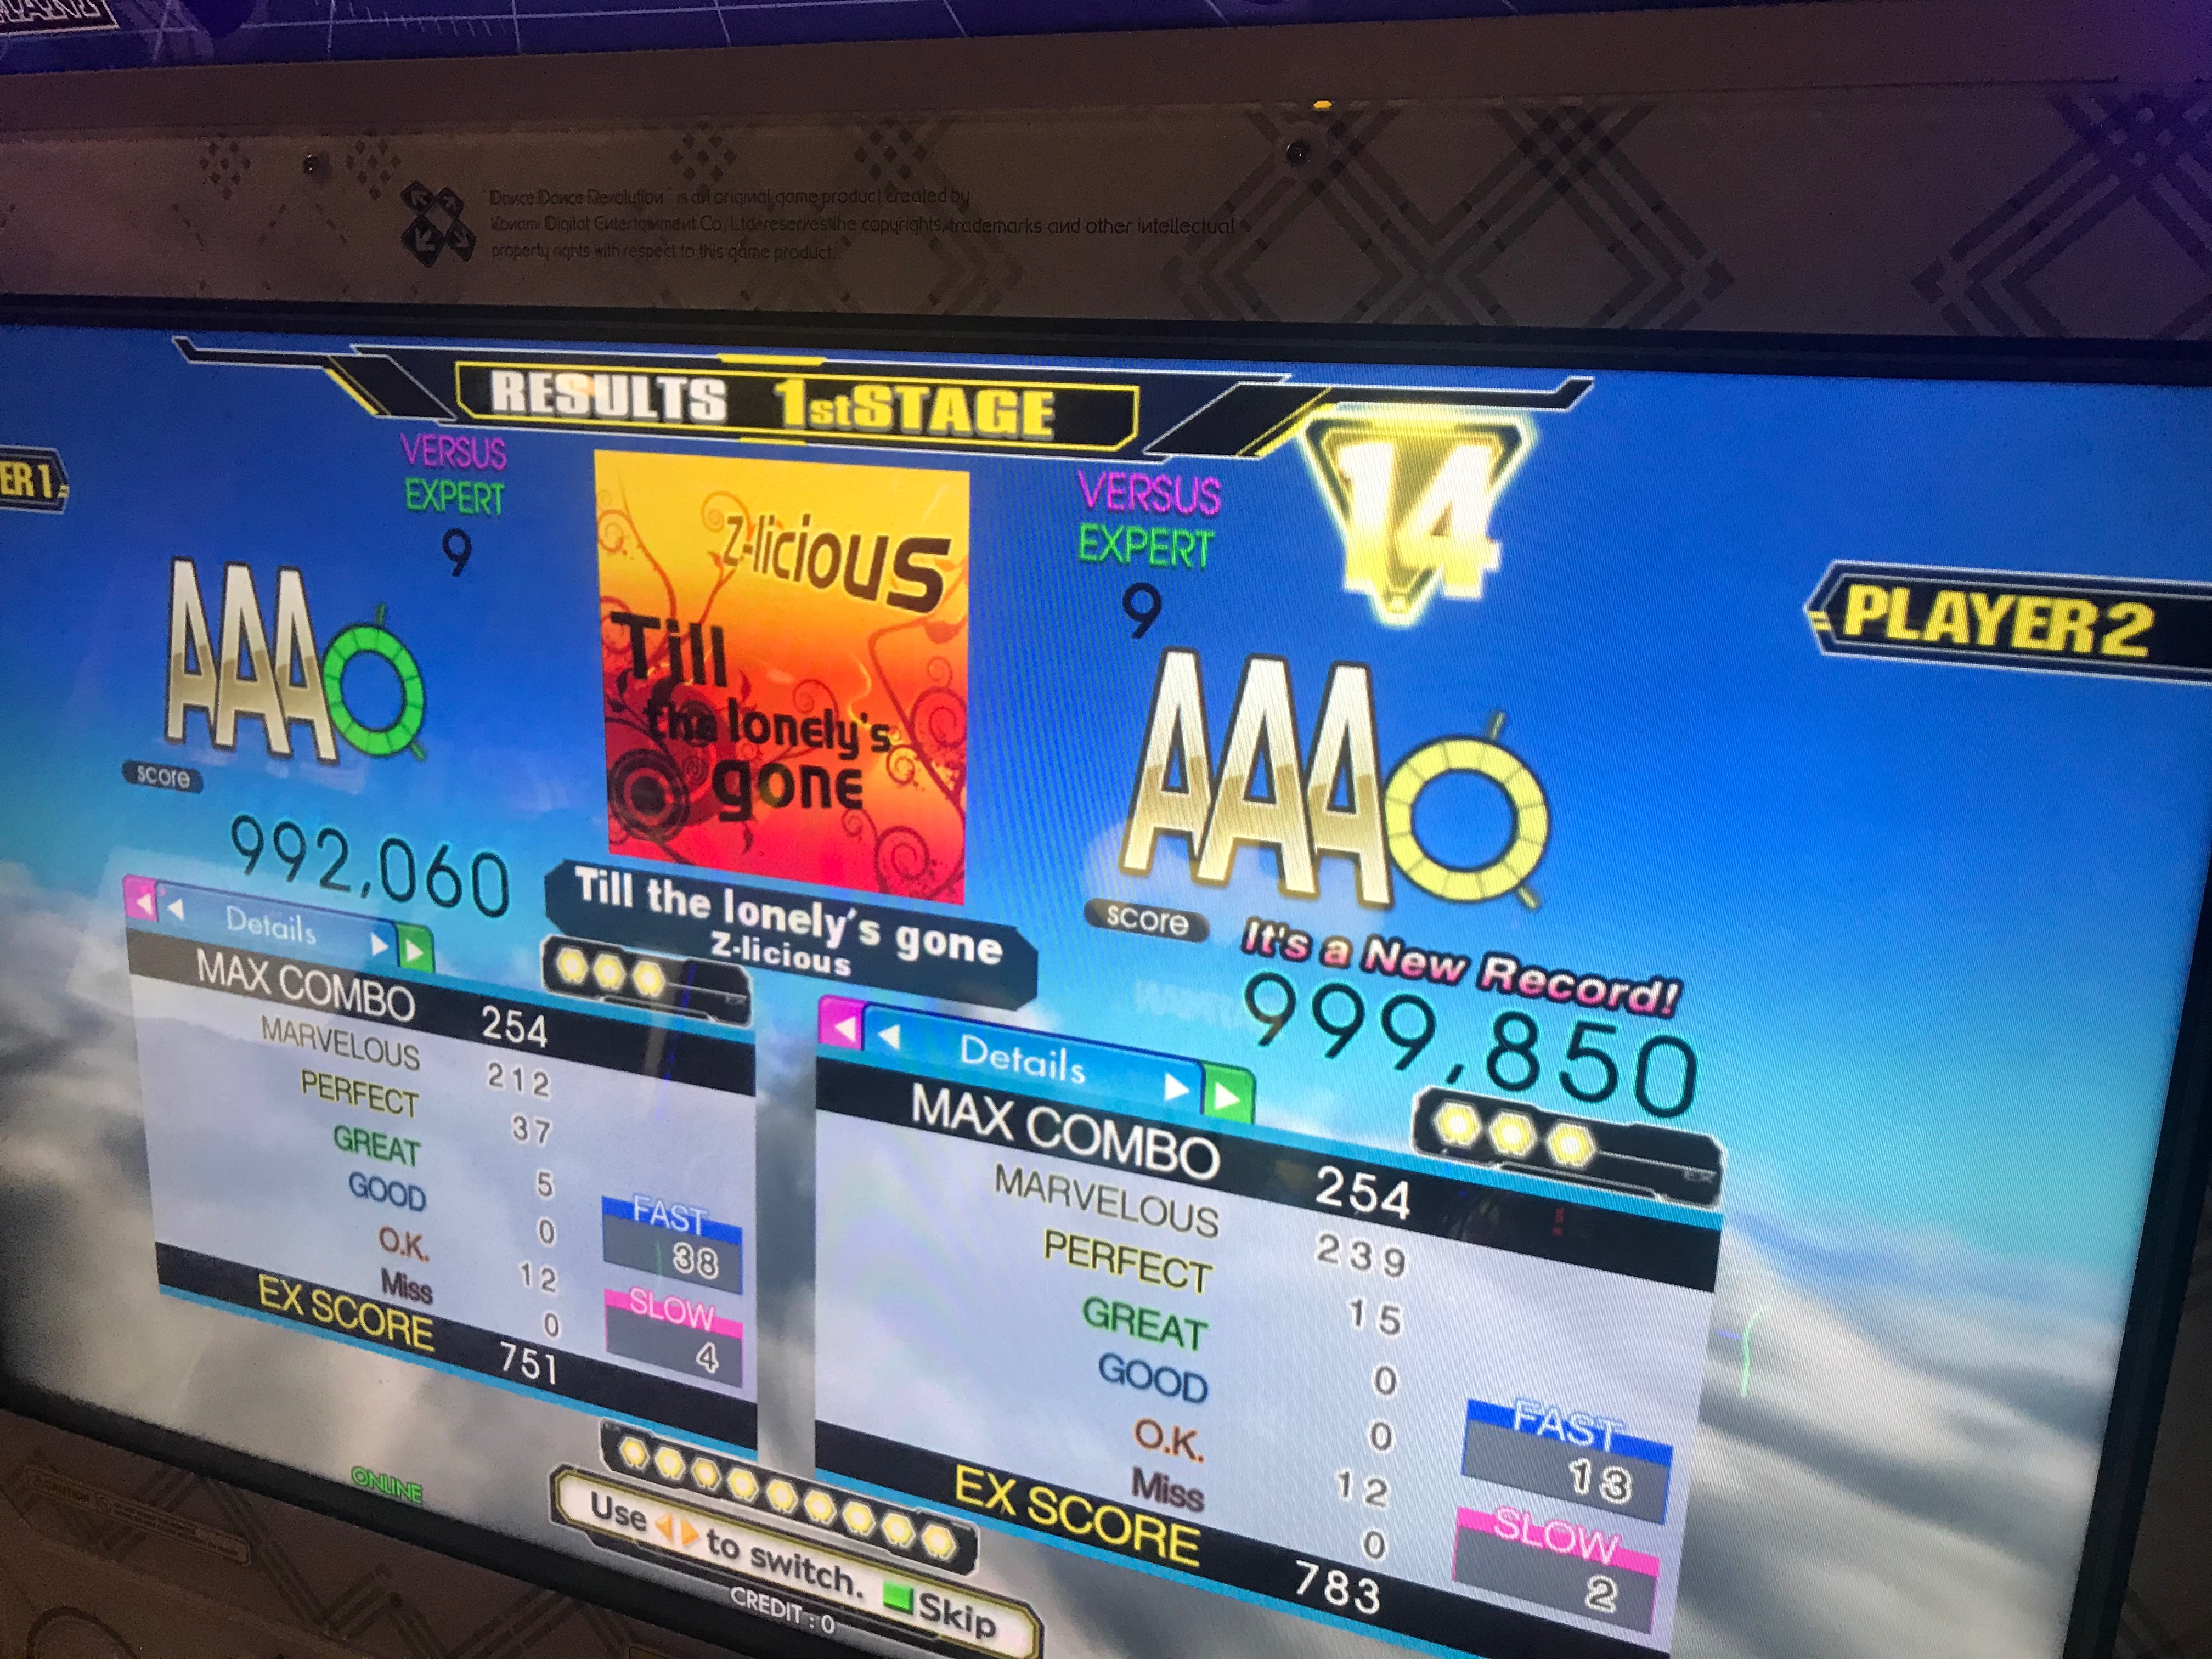 "Dance Dance Revolution" is an original game product created by
Konami Digital Entertainment Co., Ltd. reserves the copyrights, trademarks and other intellectual
property rights with respect to this game product.
RESULTS 1stSTAGE
ER1
VERSUS
EXPERT
9
AAA
score
992,060
Details
MAX COMBO 254
MARVELOUS 212
PERFECT 37
GREAT 5
GOOD 0
O.K. 12
Miss 0
EX SCORE 751
FAST
38
SLOW
4
z-licious
Till
the lonely's
gone
Till the lonely's gone
Z-licious
VERSUS
EXPERT
9
14
PLAYER2
AAA
score
It's a New Record!
999,850
EX
Details
MAX COMBO 254
MARVELOUS 239
PERFECT 15
GREAT 0
GOOD 0
O.K. 12
Miss 0
EX SCORE 783
FAST
13
SLOW
2
ONLINE
Use to switch. Skip
CREDIT : 0